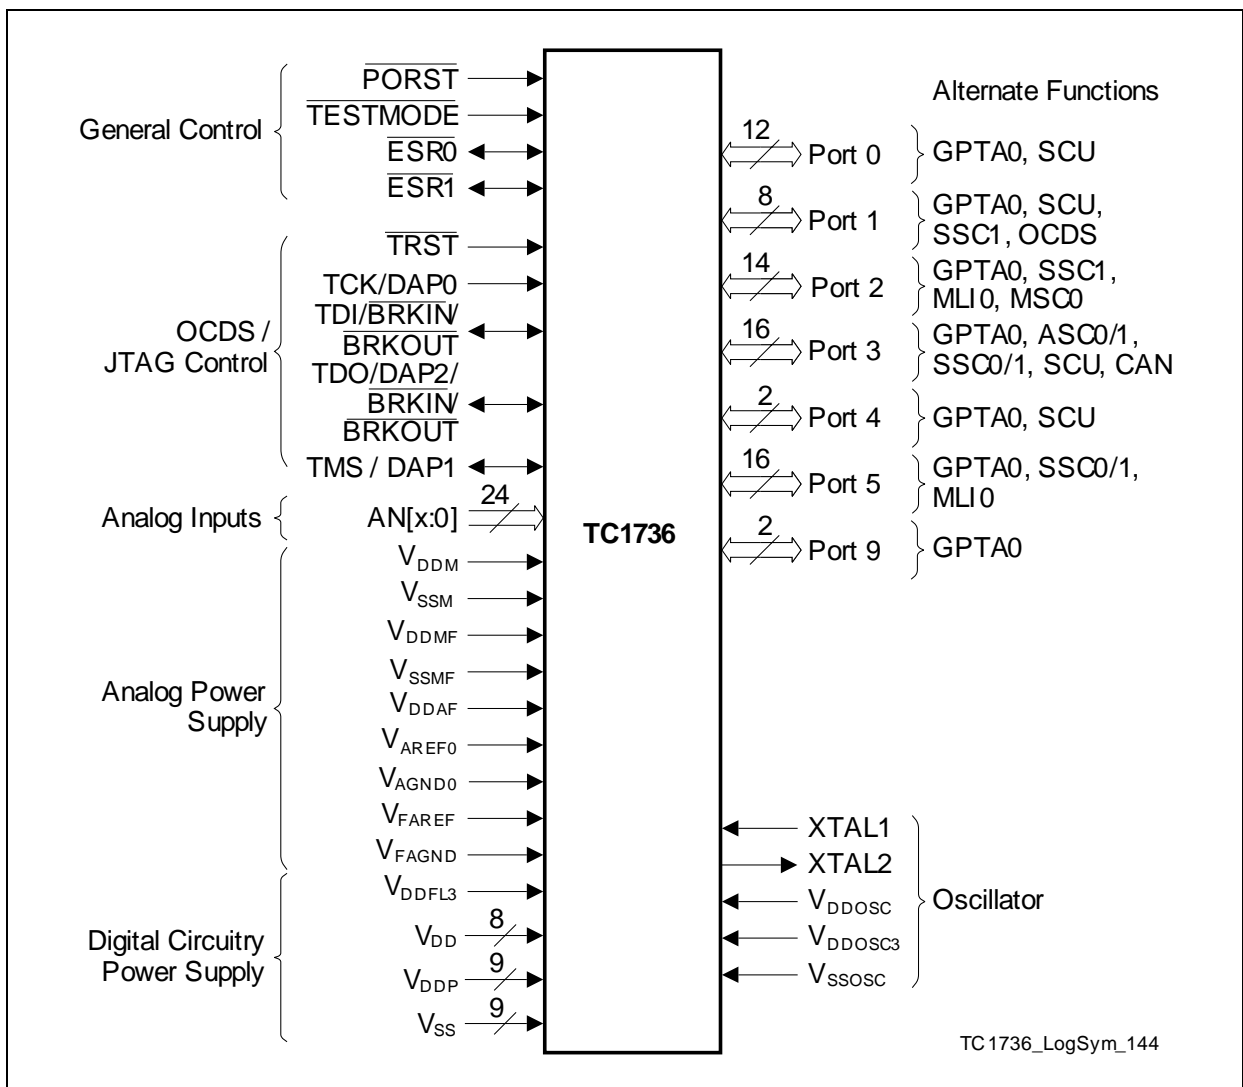 PORST
TESTMODE
ESR0
ESR1
General Control
TRST
TCK/DAP0
TDI/BRKIN/
BRKOUT
TDO/DAP2/
BRKIN/
BRKOUT
TMS / DAP1
OCDS /
JTAG Control
Analog Inputs
AN[x:0]
24
VDDM
VSSM
VDDMF
VSSMF
VDDAF
VAREF0
VAGND0
VFAREF
VFAGND
Analog Power
Supply
VDDFL3
VDD
8
VDDP
9
VSS
9
Digital Circuitry
Power Supply
TC1736
Alternate Functions
12
Port 0
GPTA0, SCU
8
Port 1
GPTA0, SCU,
SSC1, OCDS
14
Port 2
GPTA0, SSC1,
MLI0, MSC0
16
Port 3
GPTA0, ASC0/1,
SSC0/1, SCU, CAN
2
Port 4
GPTA0, SCU
16
Port 5
GPTA0, SSC0/1,
MLI0
2
Port 9
GPTA0
XTAL1
XTAL2
VDDOSC
VDDOSC3
VSSOSC
Oscillator
TC1736_LogSym_144